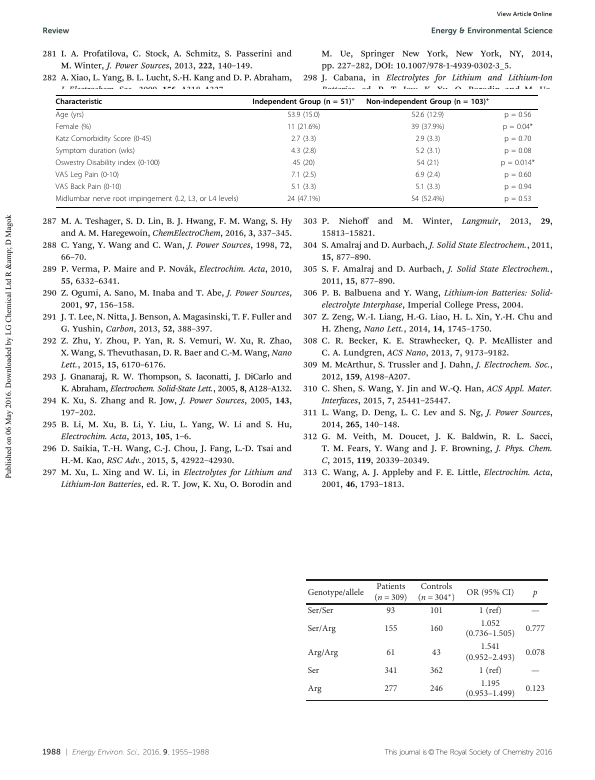 View Article Online
Review
Energy & Environmental Science
281 I. A. Profatilova, C. Stock, A. Schmitz, S. Passerini and
M. Winter, J. Power Sources, 2013, 222, 140–149.
282 A. Xiao, L. Yang, B. L. Lucht, S.-H. Kang and D. P. Abraham,
M. Ue, Springer New York, New York, NY, 2014,
pp. 227–282, DOI: 10.1007/978-1-4939-0302-3_5.
298 J. Cabana, in Electrolytes for Lithium and Lithium-Ion
Characteristic Independent Group (n = 51)+ Non-independent Group (n = 103)+
Age (yrs) 53.9 (15.0) 52.6 (12.9) p = 0.56
Female (%) 11 (21.6%) 39 (37.9%) p = 0.04*
Katz Comorbidity Score (0-45) 2.7 (3.3) 2.9 (3.3) p = 0.70
Symptom duration (wks) 4.3 (2.8) 5.2 (3.1) p = 0.08
Oswestry Disability index (0-100) 45 (20) 54 (21) p = 0.014*
VAS Leg Pain (0-10) 7.1 (2.5) 6.9 (2.4) p = 0.60
VAS Back Pain (0-10) 5.1 (3.3) 5.1 (3.3) p = 0.94
Midlumbar nerve root impingement (L2, L3, or L4 levels) 24 (47.1%) 54 (52.4%) p = 0.53
287 M. A. Teshager, S. D. Lin, B. J. Hwang, F. M. Wang, S. Hy
and A. M. Haregewoin, ChemElectroChem, 2016, 3, 337–345.
288 C. Yang, Y. Wang and C. Wan, J. Power Sources, 1998, 72,
66–70.
289 P. Verma, P. Maire and P. Novák, Electrochim. Acta, 2010,
55, 6332–6341.
290 Z. Ogumi, A. Sano, M. Inaba and T. Abe, J. Power Sources,
2001, 97, 156–158.
291 J. T. Lee, N. Nitta, J. Benson, A. Magasinski, T. F. Fuller and
G. Yushin, Carbon, 2013, 52, 388–397.
292 Z. Zhu, Y. Zhou, P. Yan, R. S. Vemuri, W. Xu, R. Zhao,
X. Wang, S. Thevuthasan, D. R. Baer and C.-M. Wang, Nano
Lett., 2015, 15, 6170–6176.
293 J. Gnanaraj, R. W. Thompson, S. Iaconatti, J. DiCarlo and
K. Abraham, Electrochem. Solid-State Lett., 2005, 8, A128–A132.
294 K. Xu, S. Zhang and R. Jow, J. Power Sources, 2005, 143,
197–202.
295 B. Li, M. Xu, B. Li, Y. Liu, L. Yang, W. Li and S. Hu,
Electrochim. Acta, 2013, 105, 1–6.
296 D. Saikia, T.-H. Wang, C.-J. Chou, J. Fang, L.-D. Tsai and
H.-M. Kao, RSC Adv., 2015, 5, 42922–42930.
297 M. Xu, L. Xing and W. Li, in Electrolytes for Lithium and
Lithium-Ion Batteries, ed. R. T. Jow, K. Xu, O. Borodin and
303 P. Niehoff and M. Winter, Langmuir, 2013, 29,
15813–15821.
304 S. Amalraj and D. Aurbach, J. Solid State Electrochem., 2011,
15, 877–890.
305 S. F. Amalraj and D. Aurbach, J. Solid State Electrochem.,
2011, 15, 877–890.
306 P. B. Balbuena and Y. Wang, Lithium-ion Batteries: Solid-
electrolyte Interphase, Imperial College Press, 2004.
307 Z. Zeng, W.-I. Liang, H.-G. Liao, H. L. Xin, Y.-H. Chu and
H. Zheng, Nano Lett., 2014, 14, 1745–1750.
308 C. R. Becker, K. E. Strawhecker, Q. P. McAllister and
C. A. Lundgren, ACS Nano, 2013, 7, 9173–9182.
309 M. McArthur, S. Trussler and J. Dahn, J. Electrochem. Soc.,
2012, 159, A198–A207.
310 C. Shen, S. Wang, Y. Jin and W.-Q. Han, ACS Appl. Mater.
Interfaces, 2015, 7, 25441–25447.
311 L. Wang, D. Deng, L. C. Lev and S. Ng, J. Power Sources,
2014, 265, 140–148.
312 G. M. Veith, M. Doucet, J. K. Baldwin, R. L. Sacci,
T. M. Fears, Y. Wang and J. F. Browning, J. Phys. Chem.
C, 2015, 119, 20339–20349.
313 C. Wang, A. J. Appleby and F. E. Little, Electrochim. Acta,
2001, 46, 1793–1813.
Genotype/allele Patients (n = 309) Controls (n = 304*) OR (95% CI) p
Ser/Ser 93 101 1 (ref) —
Ser/Arg 155 160 1.052 (0.736–1.505) 0.777
Arg/Arg 61 43 1.541 (0.952–2.493) 0.078
Ser 341 362 1 (ref) —
Arg 277 246 1.195 (0.953–1.499) 0.123
1988 | Energy Environ. Sci., 2016, 9, 1955–1988
This journal is © The Royal Society of Chemistry 2016
Published on 06 May 2016. Downloaded by LG Chemical Ltd R &amp; D Magok